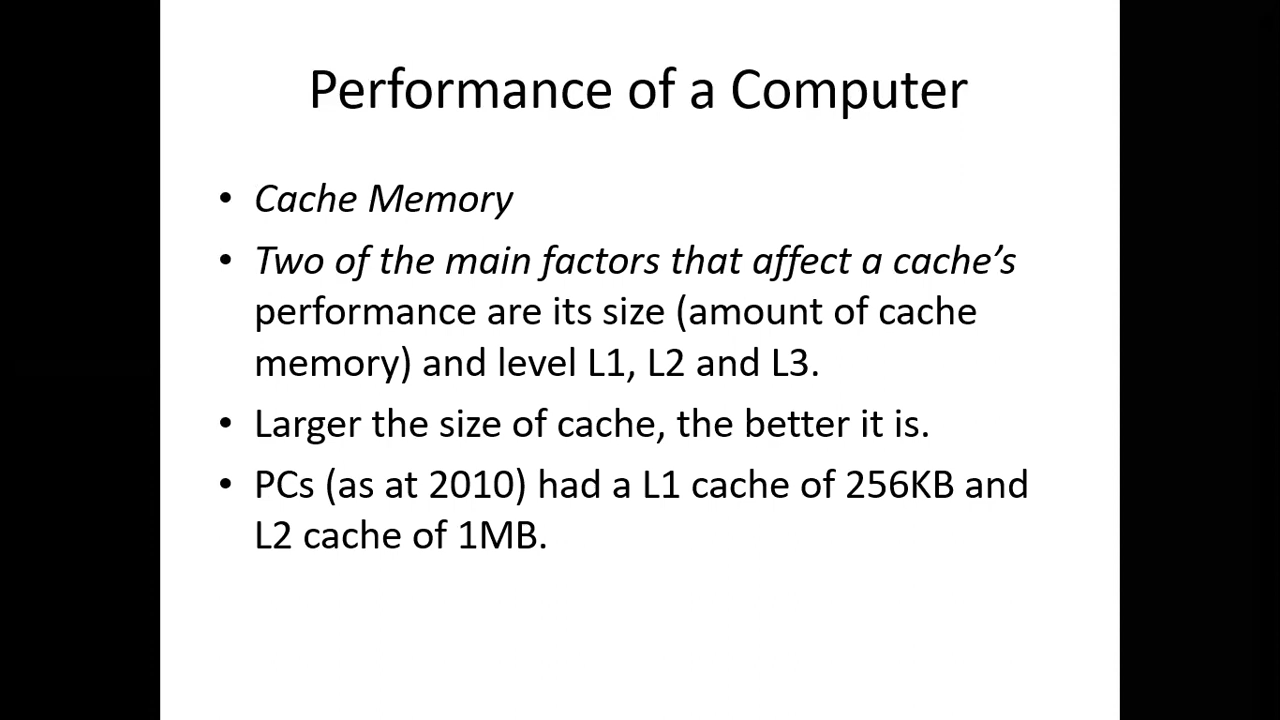 Performance of a Computer
• Cache Memory
• Two of the main factors that affect a cache’s
performance are its size (amount of cache
memory) and level L1, L2 and L3.
• Larger the size of cache, the better it is.
• PCs (as at 2010) had a L1 cache of 256KB and
L2 cache of 1MB.